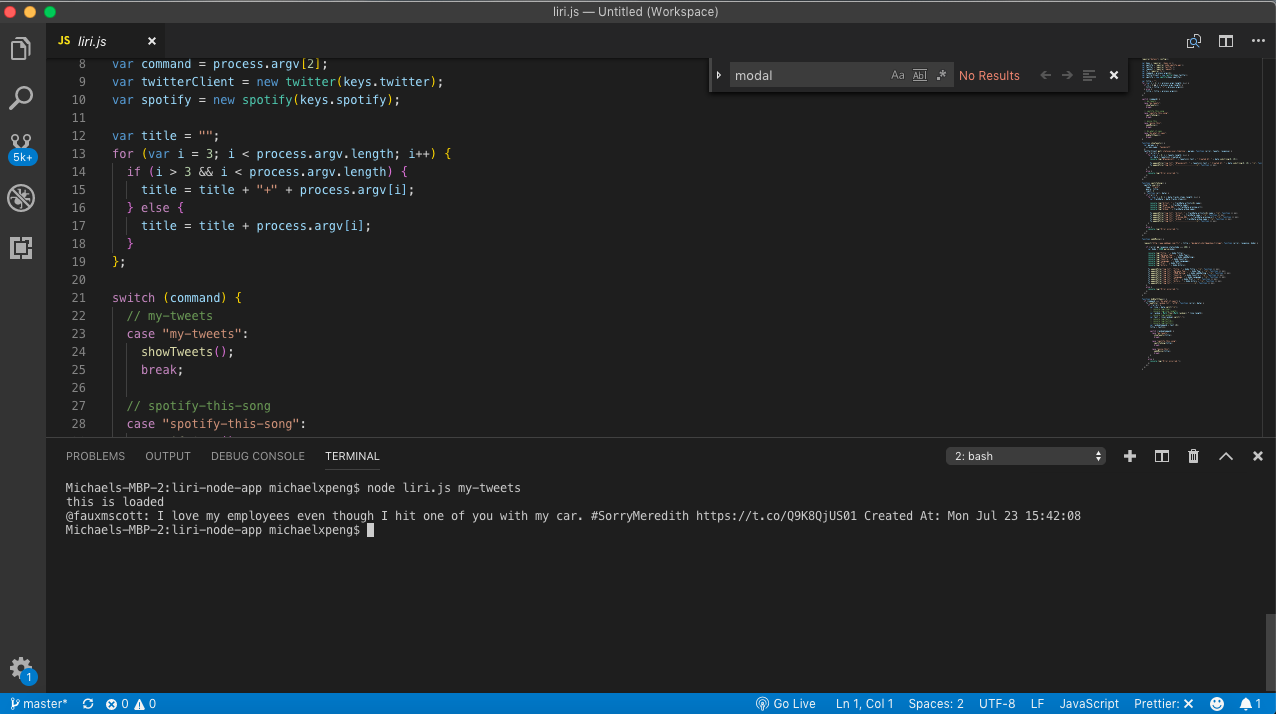 liri.js — Untitled (Workspace)
JS liri.js
8 var command = process.argv[2];
9 var twitterClient = new twitter(keys.twitter);
10 var spotify = new spotify(keys.spotify);
11
12 var title = "";
13 for (var i = 3; i < process.argv.length; i++) {
14 if (i > 3 && i < process.argv.length) {
15 title = title + "+" + process.argv[i];
16 } else {
17 title = title + process.argv[i];
18 }
19 };
20
21 switch (command) {
22 // my-tweets
23 case "my-tweets":
24 showTweets();
25 break;
26
27 // spotify-this-song
28 case "spotify-this-song":
modal Aa Abl .* No Results
5k+
1
PROBLEMS OUTPUT DEBUG CONSOLE TERMINAL 2: bash
Michaels-MBP-2:liri-node-app michaelxpeng$ node liri.js my-tweets
this is loaded
@fauxmscott: I love my employees even though I hit one of you with my car. #SorryMeredith https://t.co/Q9K8QjUS01 Created At: Mon Jul 23 15:42:08
Michaels-MBP-2:liri-node-app michaelxpeng$
master* 0 0 Go Live Ln 1, Col 1 Spaces: 2 UTF-8 LF JavaScript Prettier: ✕ 1